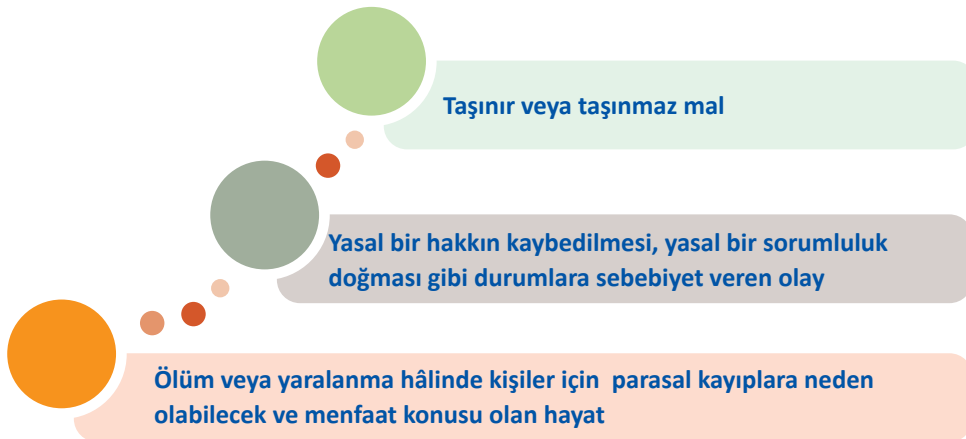 Taşınır veya taşınmaz mal
Yasal bir hakkın kaybedilmesi, yasal bir sorumluluk
doğması gibi durumlara sebebiyet veren olay
Ölüm veya yaralanma hâlinde kişiler için  parasal kayıplara neden
olabilecek ve menfaat konusu olan hayat